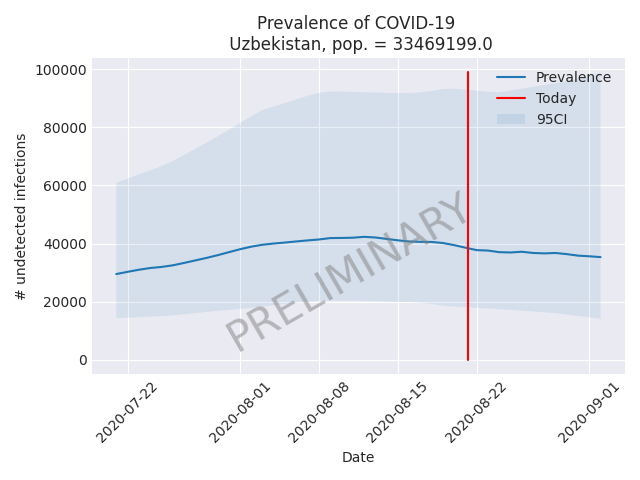 Prevalence of COVID-19
Uzbekistan, pop. = 33469199.0
100000
80000
60000
40000
20000
0
# undetected infections
Prevalence
Today
95CI
PRELIMINARY
2020-07-22
2020-08-01
2020-08-08
2020-08-15
2020-08-22
2020-09-01
Date